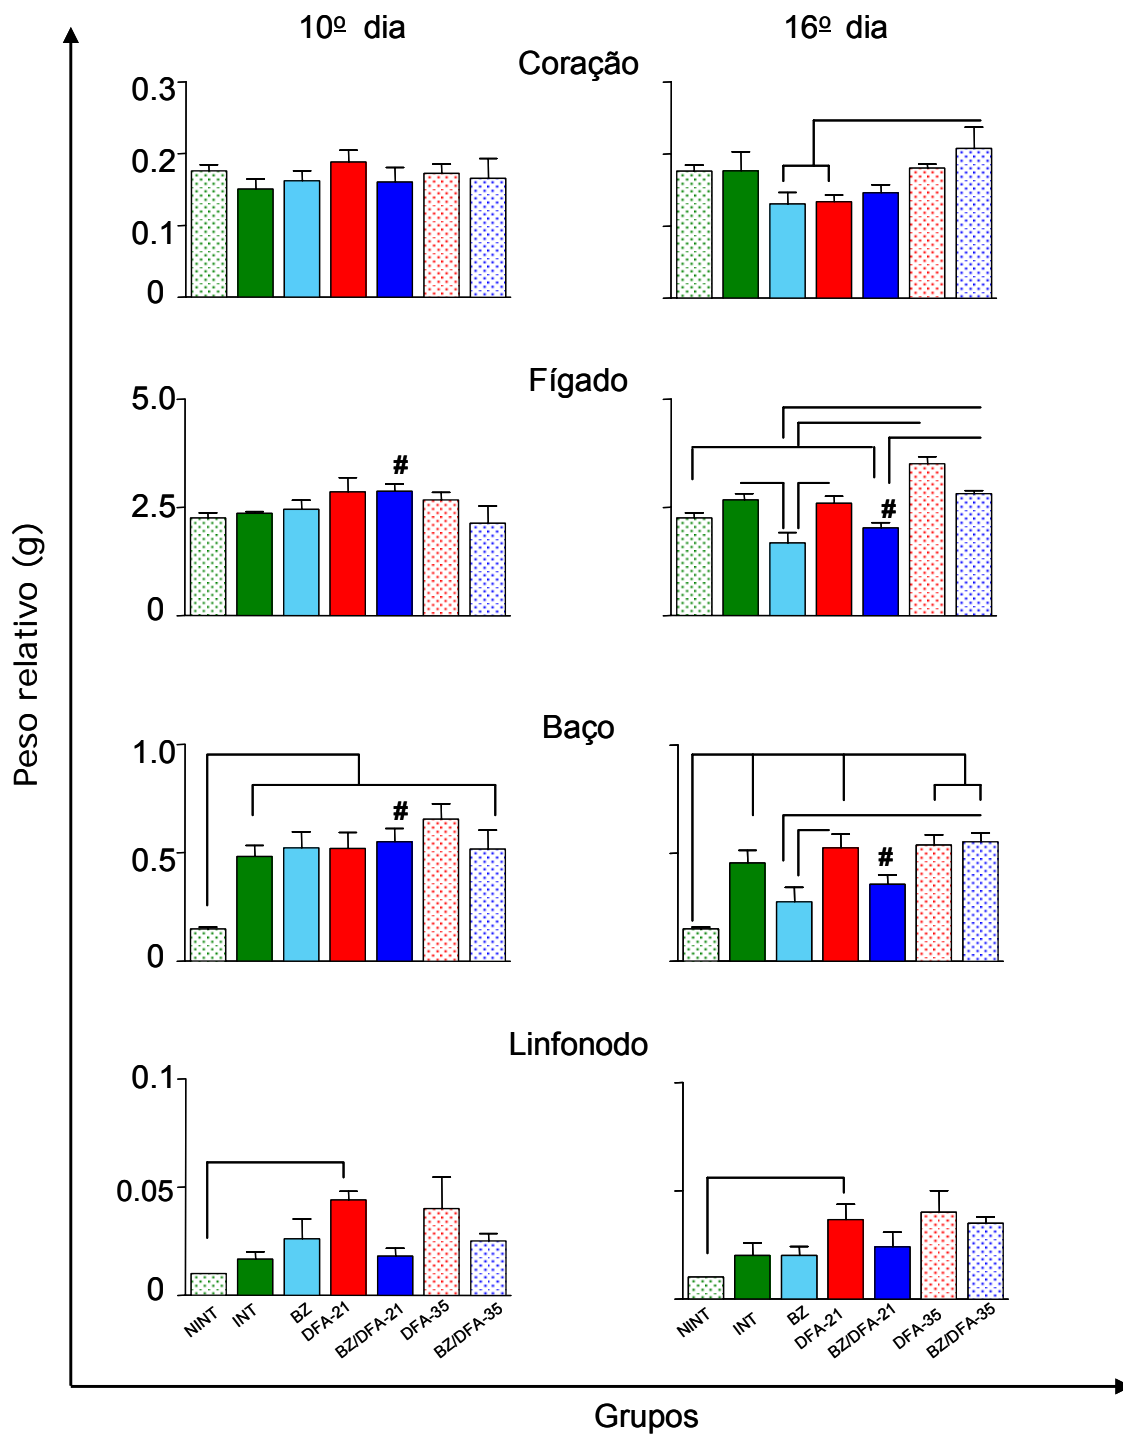 10º dia
16º dia
Coração
0.3
0.2
0.1
0
Fígado
5.0
2.5
0
#
#
Baço
1.0
0.5
0
#
#
Linfonodo
0.1
0.05
0
NINT
INT
BZ
DFA-21
BZ/DFA-21
DFA-35
BZ/DFA-35
NINT
INT
BZ
DFA-21
BZ/DFA-21
DFA-35
BZ/DFA-35
Peso relativo (g)
Grupos